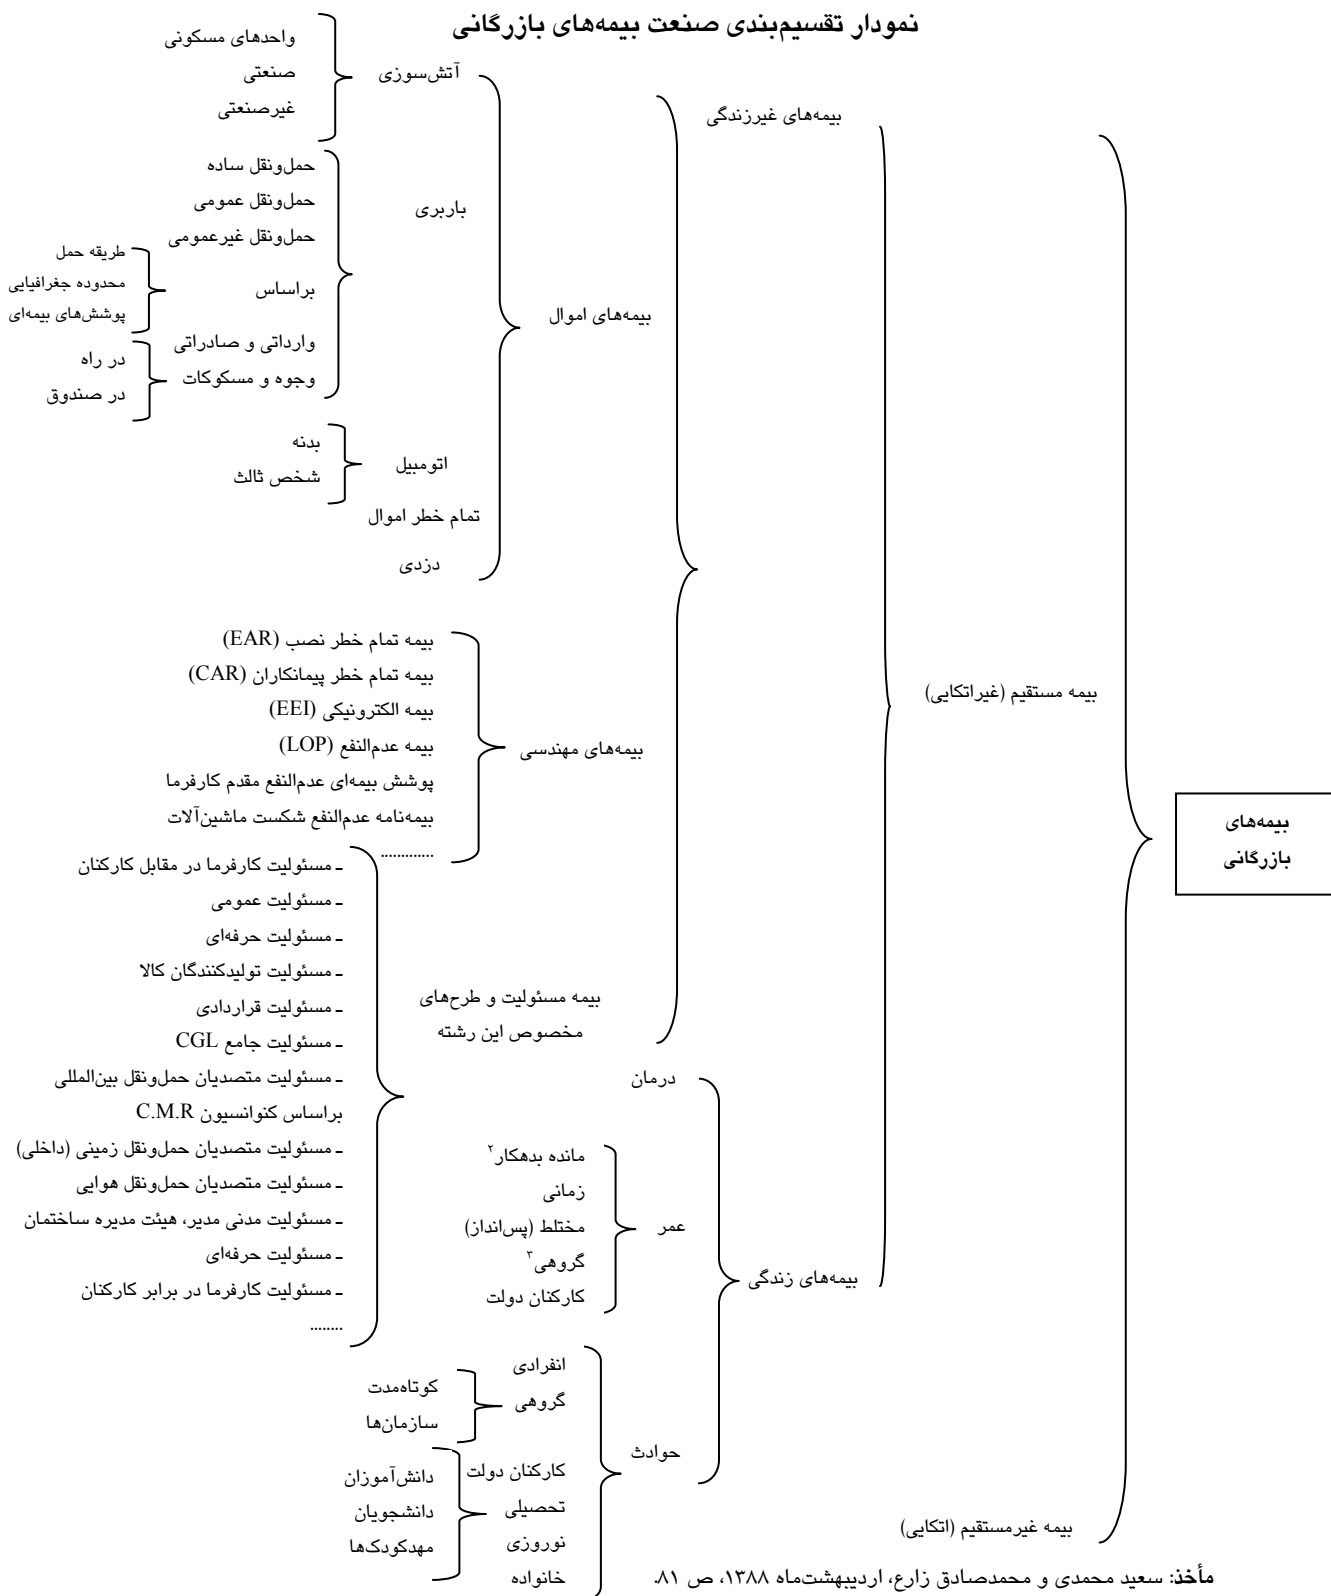 نمودار تقسیم‌بندی صنعت بیمه‌های بازرگانی
بیمه‌های
بازرگانی
بیمه مستقیم (غیراتکایی)
بیمه‌های غیرزندگی
بیمه‌های اموال
آتش‌سوزی
واحدهای مسکونی
صنعتی
غیرصنعتی
باربری
حمل‌ونقل ساده
حمل‌ونقل عمومی
حمل‌ونقل غیرعمومی
براساس
طریقه حمل
محدوده جغرافیایی
پوشش‌های بیمه‌ای
وارداتی و صادراتی
وجوه و مسکوکات
در راه
در صندوق
اتومبیل
بدنه
شخص ثالث
تمام خطر اموال
دزدی
بیمه‌های مهندسی
بیمه تمام خطر نصب (EAR)
بیمه تمام خطر پیمانکاران (CAR)
بیمه الکترونیکی (EEI)
بیمه عدم‌النفع (LOP)
پوشش بیمه‌ای عدم‌النفع مقدم کارفرما
بیمه‌نامه عدم‌النفع شکست ماشین‌آلات
.............
بیمه مسئولیت و طرح‌های
مخصوص این رشته
ـ مسئولیت کارفرما در مقابل کارکنان
ـ مسئولیت عمومی
ـ مسئولیت حرفه‌ای
ـ مسئولیت تولیدکنندگان کالا
ـ مسئولیت قراردادی
ـ مسئولیت جامع CGL
ـ مسئولیت متصدیان حمل‌ونقل بین‌المللی
براساس کنوانسیون C.M.R
ـ مسئولیت متصدیان حمل‌ونقل زمینی (داخلی)
ـ مسئولیت متصدیان حمل‌ونقل هوایی
ـ مسئولیت مدنی مدیر، هیئت مدیره ساختمان
ـ مسئولیت حرفه‌ای
ـ مسئولیت کارفرما در برابر کارکنان
........
بیمه‌های زندگی
درمان
عمر
مانده بدهکار۲
زمانی
مختلط (پس‌انداز)
گروهی۳
کارکنان دولت
حوادث
انفرادی
گروهی
کوتاه‌مدت
سازمان‌ها
کارکنان دولت
تحصیلی
دانش‌آموزان
دانشجویان
مهدکودک‌ها
نوروزی
خانواده
بیمه غیرمستقیم (اتکایی)
مأخذ: سعید محمدی و محمدصادق زارع، اردیبهشت‌ماه ۱۳۸۸، ص ۸۱.